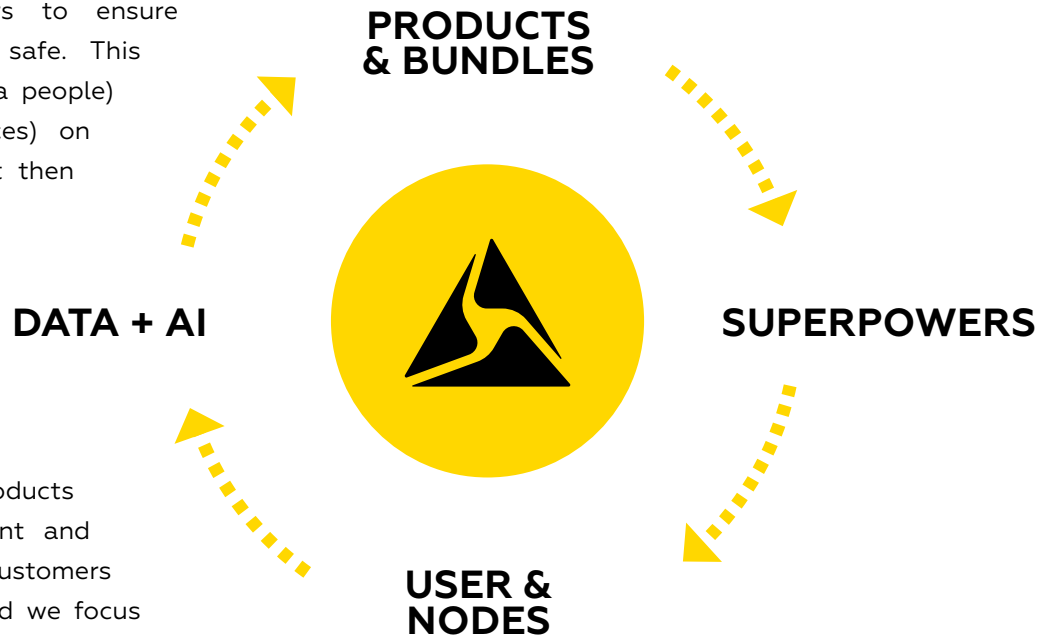 rs to ensure
safe. This
a people)
es) on
then
PRODUCTS
& BUNDLES
DATA + AI
SUPERPOWERS
oducts
nt and
ustomers
d we focus
USER &
NODES